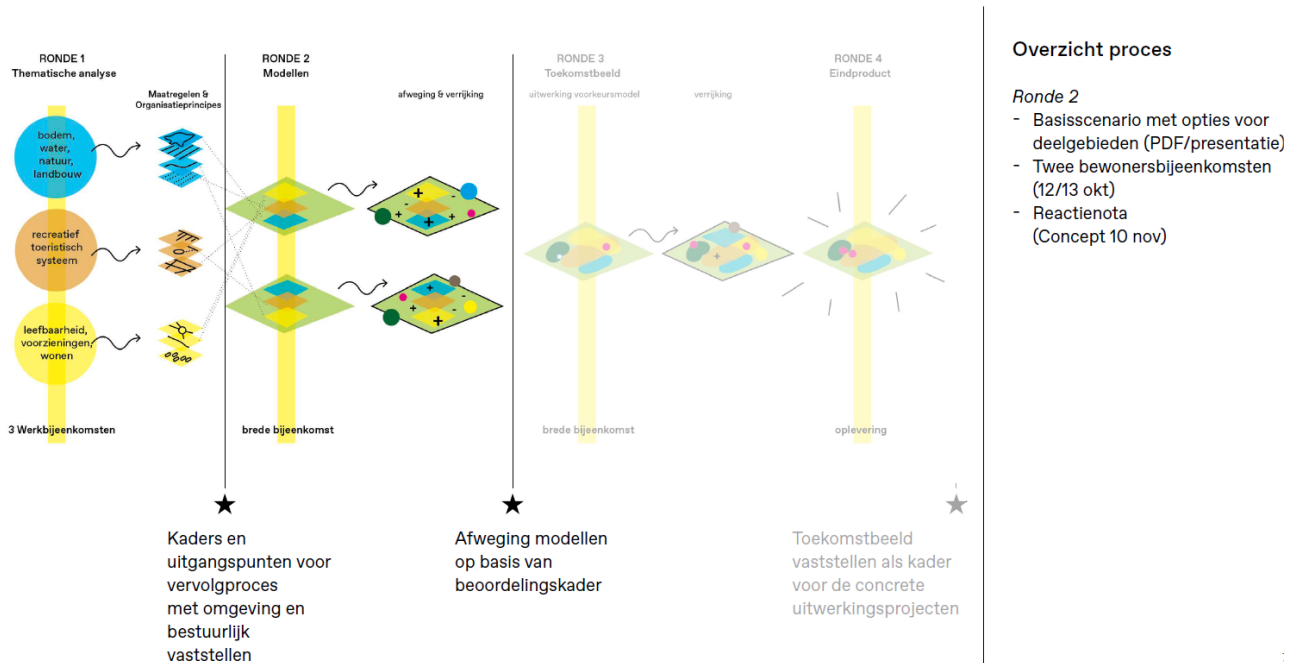 RONDE 1
Thematische analyse
Maatregelen &
Organisatieprincipes
bodem,
water,
natuur,
landbouw
recreatief
toeristisch
systeem
leefbaarheid,
voorzieningen,
wonen
3 Werkbijeenkomsten
RONDE 2
Modellen
afweging & verrijking
brede bijeenkomst
RONDE 3
Toekomstbeeld
uitwerking voorkeursmodel
verrijking
brede bijeenkomst
RONDE 4
Eindproduct
oplevering
Kaders en
uitgangspunten voor
vervolgproces
met omgeving en
bestuurlijk
vaststellen
Afweging modellen
op basis van
beoordelingskader
Toekomstbeeld
vaststellen als kader
voor de concrete
uitwerkingsprojecten
Overzicht proces
Ronde 2
- Basisscenario met opties voor
deelgebieden (PDF/presentatie)
- Twee bewonersbijeenkomsten
(12/13 okt)
- Reactienota
(Concept 10 nov)